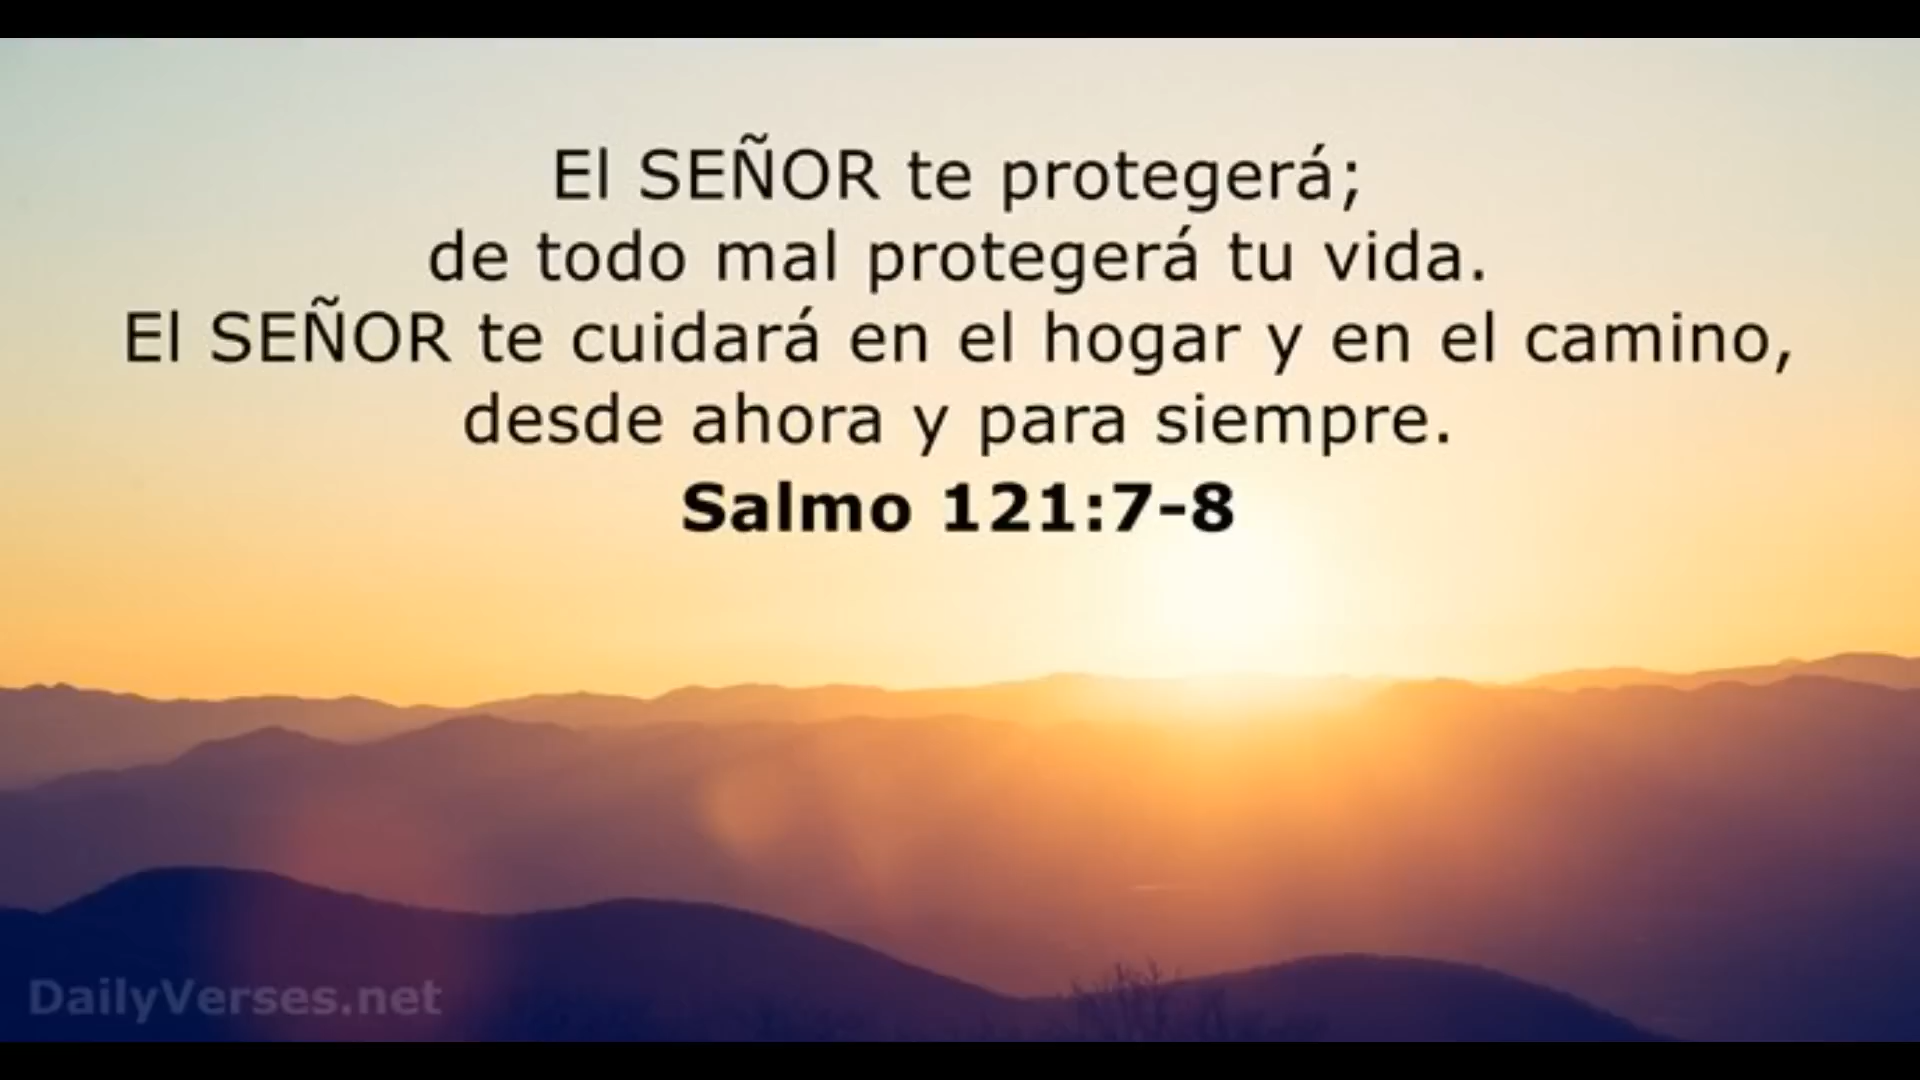 El SEÑOR te protegerá;
de todo mal protegerá tu vida.
El SEÑOR te cuidará en el hogar y en el camino,
desde ahora y para siempre.
Salmo 121:7-8
DailyVerses.net